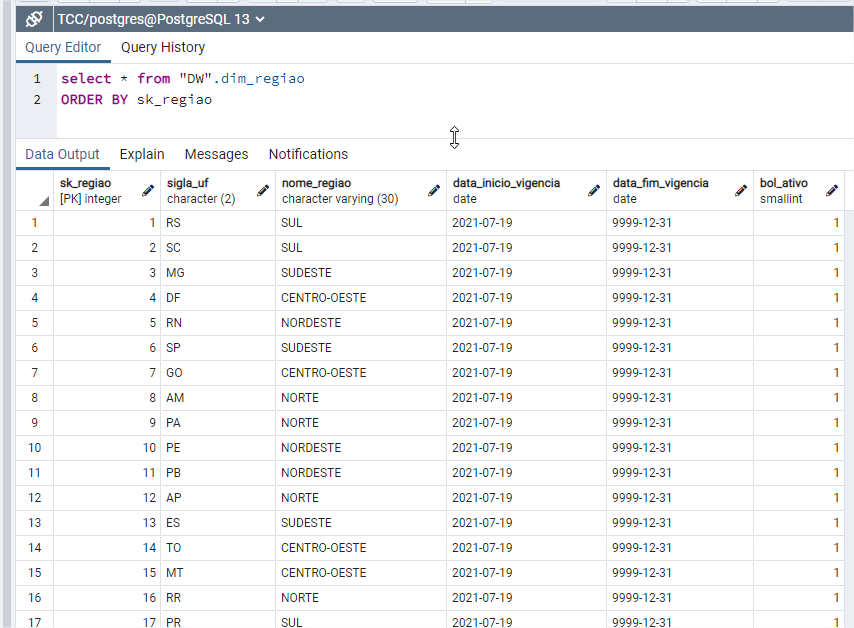 TCC/postgres@PostgreSQL 13
Query Editor Query History
1 select * from "DW".dim_regiao
2 ORDER BY sk_regiao
Data Output Explain Messages Notifications
sk_regiao sigla_uf nome_regiao data_inicio_vigencia data_fim_vigencia bol_ativo
[PK] integer character (2) character varying (30) date date smallint
1 1 RS SUL 2021-07-19 9999-12-31 1
2 2 SC SUL 2021-07-19 9999-12-31 1
3 3 MG SUDESTE 2021-07-19 9999-12-31 1
4 4 DF CENTRO-OESTE 2021-07-19 9999-12-31 1
5 5 RN NORDESTE 2021-07-19 9999-12-31 1
6 6 SP SUDESTE 2021-07-19 9999-12-31 1
7 7 GO CENTRO-OESTE 2021-07-19 9999-12-31 1
8 8 AM NORTE 2021-07-19 9999-12-31 1
9 9 PA NORTE 2021-07-19 9999-12-31 1
10 10 PE NORDESTE 2021-07-19 9999-12-31 1
11 11 PB NORDESTE 2021-07-19 9999-12-31 1
12 12 AP NORTE 2021-07-19 9999-12-31 1
13 13 ES SUDESTE 2021-07-19 9999-12-31 1
14 14 TO CENTRO-OESTE 2021-07-19 9999-12-31 1
15 15 MT CENTRO-OESTE 2021-07-19 9999-12-31 1
16 16 RR NORTE 2021-07-19 9999-12-31 1
17 17 PR SUL 2021-07-19 9999-12-31 1